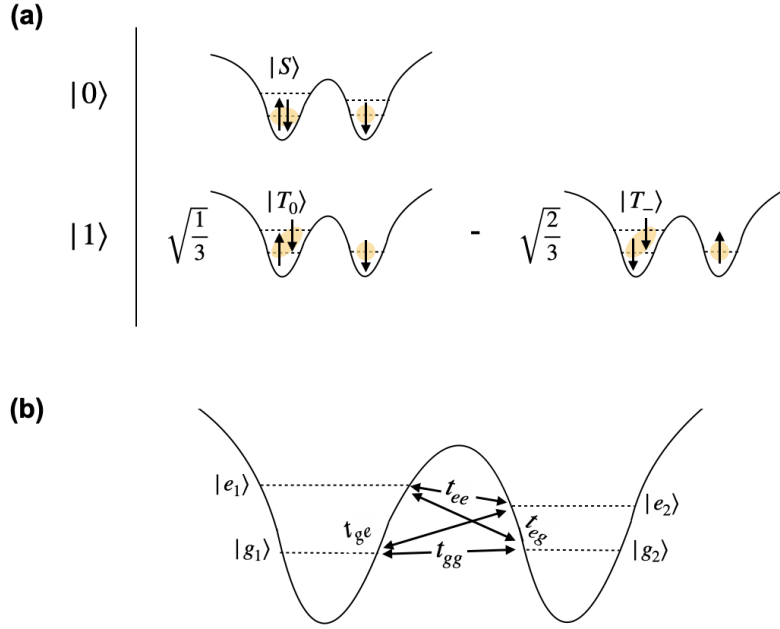 (a)
|S⟩
|0⟩
|T₀⟩ |T₋⟩
|1⟩ √(1/3) - √(2/3)
(b)
|e₁⟩ t_ee |e₂⟩
t_ge t_eg
|g₁⟩ t_gg |g₂⟩